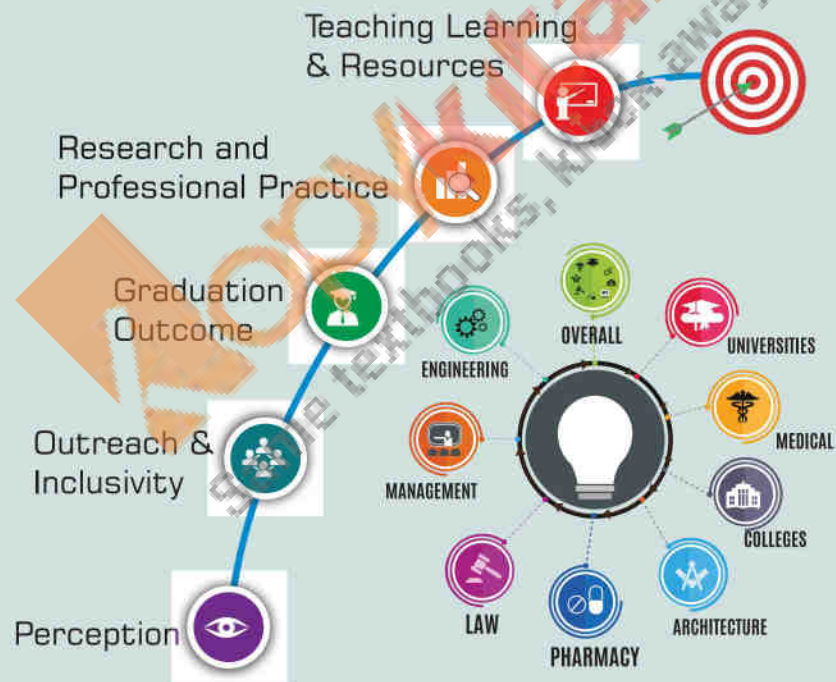 Teaching Learning
& Resources
Research and
Professional Practice
Graduation
Outcome
Outreach &
Inclusivity
Perception
OVERALL
UNIVERSITIES
ENGINEERING
MEDICAL
MANAGEMENT
COLLEGES
LAW
ARCHITECTURE
PHARMACY